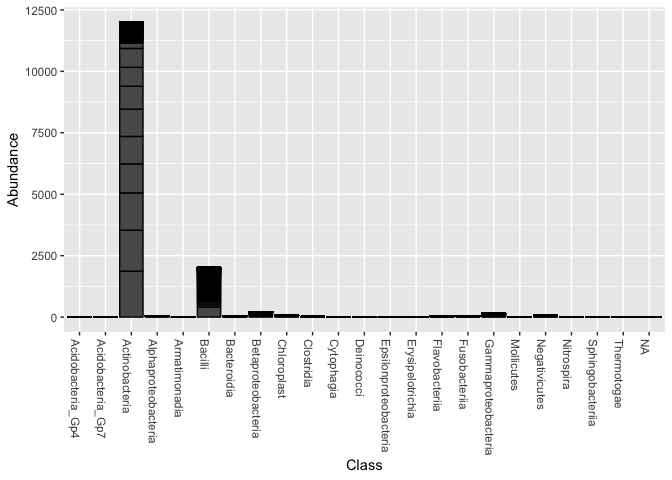 12500
10000
7500
5000
2500
0
Abundance
Acidobacteria_Gp4
Acidobacteria_Gp7
Actinobacteria
Alphaproteobacteria
Armatimonadia
Bacilli
Bacteroidia
Betaproteobacteria
Chloroplast
Clostridia
Cytophagia
Deinococci
Epsilonproteobacteria
Erysipelotrichia
Flavobacteriia
Fusobacteriia
Gammaproteobacteria
Mollicutes
Negativicutes
Nitrospira
Sphingobacteriia
Thermotogae
NA
Class